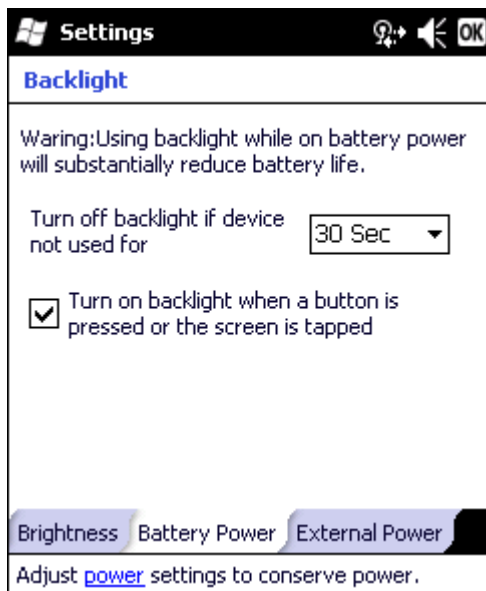 Settings
OK
Backlight
Waring:Using backlight while on battery power
will substantially reduce battery life.
Turn off backlight if device
not used for
30 Sec
Turn on backlight when a button is
pressed or the screen is tapped
Brightness Battery Power External Power
Adjust power settings to conserve power.